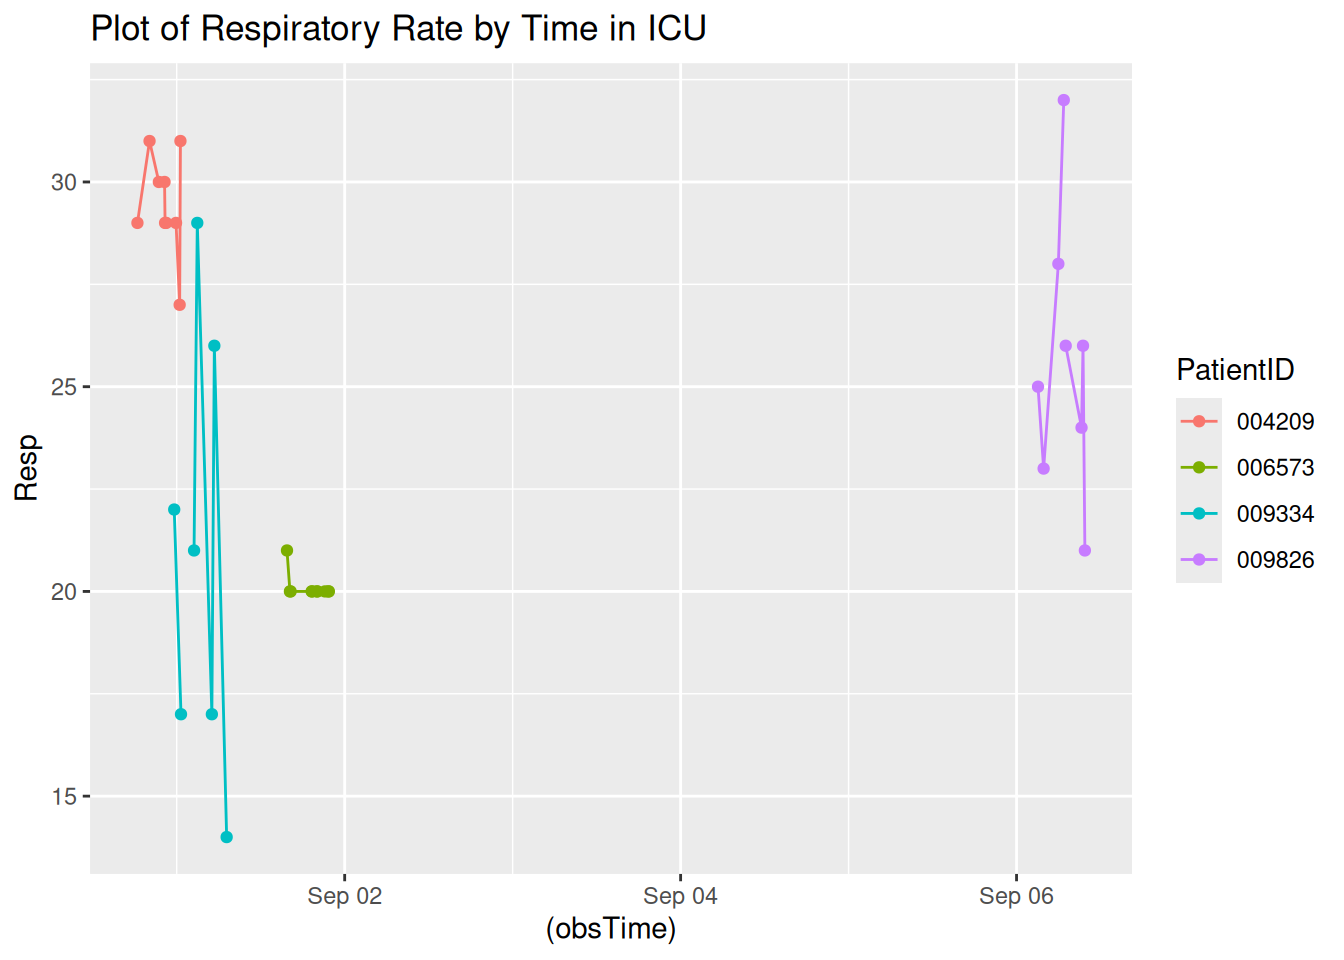 Plot of Respiratory Rate by Time in ICU
Resp
30
25
20
15
Sep 02
Sep 04
Sep 06
(obsTime)
PatientID
004209
006573
009334
009826